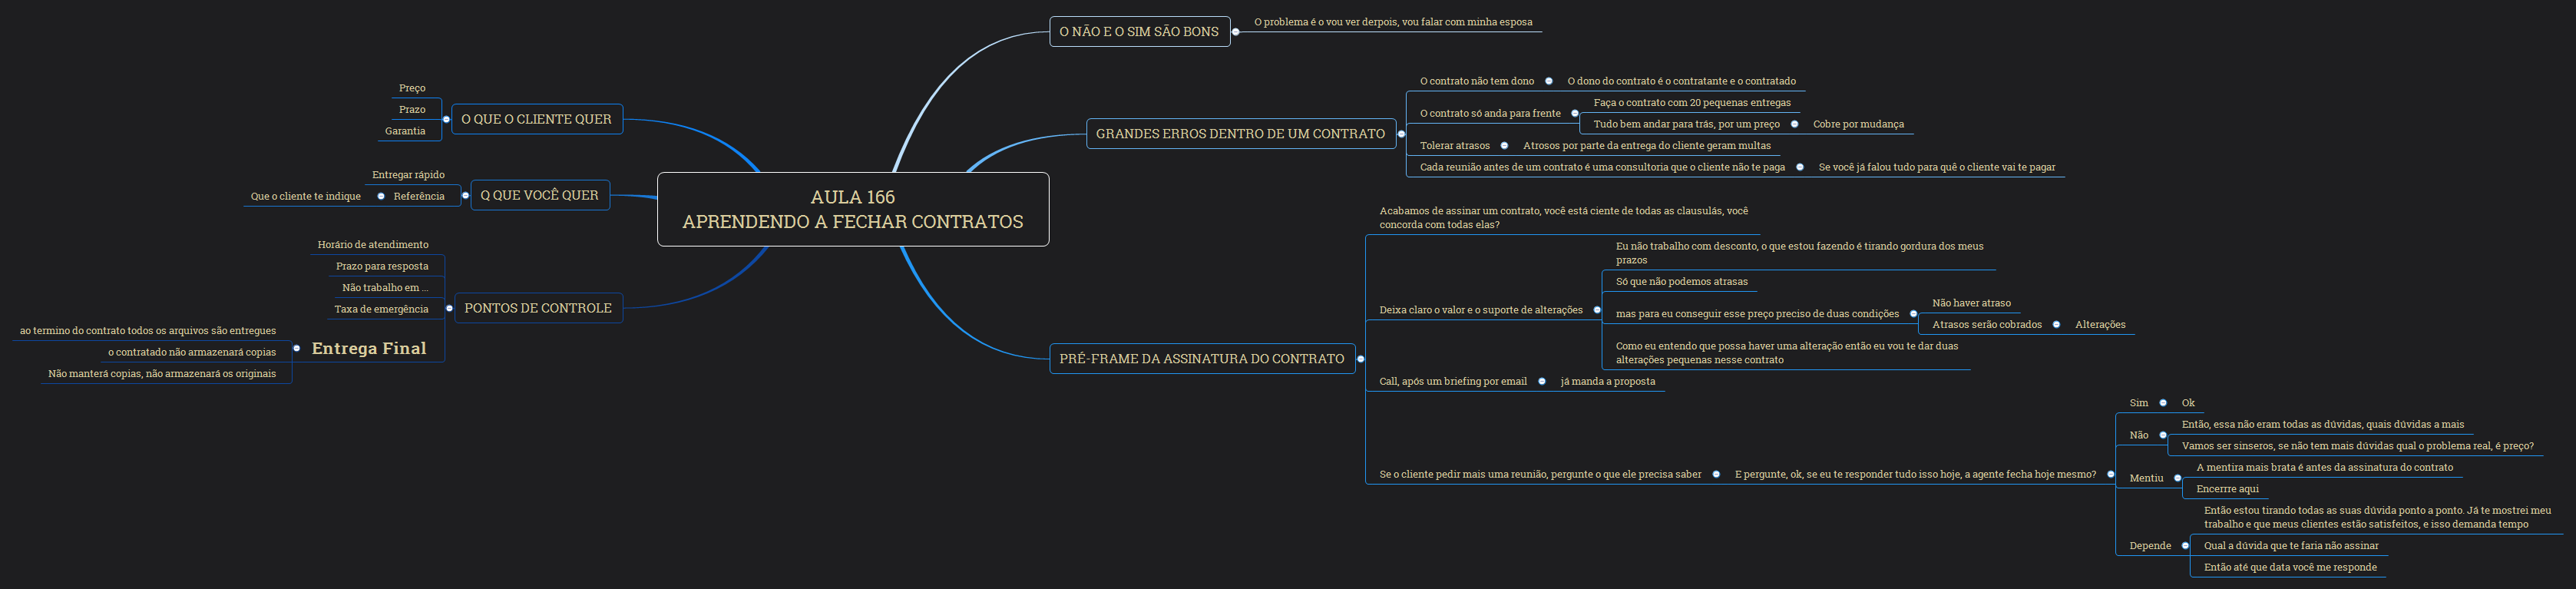 AULA 166
APRENDENDO A FECHAR CONTRATOS
O NÃO E O SIM SÃO BONS
O problema é o vou ver derpois, vou falar com minha esposa
GRANDES ERROS DENTRO DE UM CONTRATO
O contrato não tem dono
O dono do contrato é o contratante e o contratado
O contrato só anda para frente
Faça o contrato com 20 pequenas entregas
Tudo bem andar para trás, por um preço
Cobre por mudança
Tolerar atrasos
Atrosos por parte da entrega do cliente geram multas
Cada reunião antes de um contrato é uma consultoria que o cliente não te paga
Se você já falou tudo para quê o cliente vai te pagar
PRÉ-FRAME DA ASSINATURA DO CONTRATO
Acabamos de assinar um contrato, você está ciente de todas as clausulás, você
concorda com todas elas?
Deixa claro o valor e o suporte de alterações
Eu não trabalho com desconto, o que estou fazendo é tirando gordura dos meus
prazos
Só que não podemos atrasas
mas para eu conseguir esse preço preciso de duas condições
Não haver atraso
Atrasos serão cobrados
Alterações
Como eu entendo que possa haver uma alteração então eu vou te dar duas
alterações pequenas nesse contrato
Call, após um briefing por email
já manda a proposta
Se o cliente pedir mais uma reunião, pergunte o que ele precisa saber
E pergunte, ok, se eu te responder tudo isso hoje, a agente fecha hoje mesmo?
Sim
Ok
Não
Então, essa não eram todas as dúvidas, quais dúvidas a mais
Vamos ser sinseros, se não tem mais dúvidas qual o problema real, é preço?
Mentiu
A mentira mais brata é antes da assinatura do contrato
Encerrre aqui
Depende
Então estou tirando todas as suas dúvida ponto a ponto. Já te mostrei meu
trabalho e que meus clientes estão satisfeitos, e isso demanda tempo
Qual a dúvida que te faria não assinar
Então até que data você me responde
O QUE O CLIENTE QUER
Preço
Prazo
Garantia
Q QUE VOCÊ QUER
Entregar rápido
Referência
Que o cliente te indique
PONTOS DE CONTROLE
Horário de atendimento
Prazo para resposta
Não trabalho em ...
Taxa de emergência
Entrega Final
ao termino do contrato todos os arquivos são entregues
o contratado não armazenará copias
Não manterá copias, não armazenará os originais